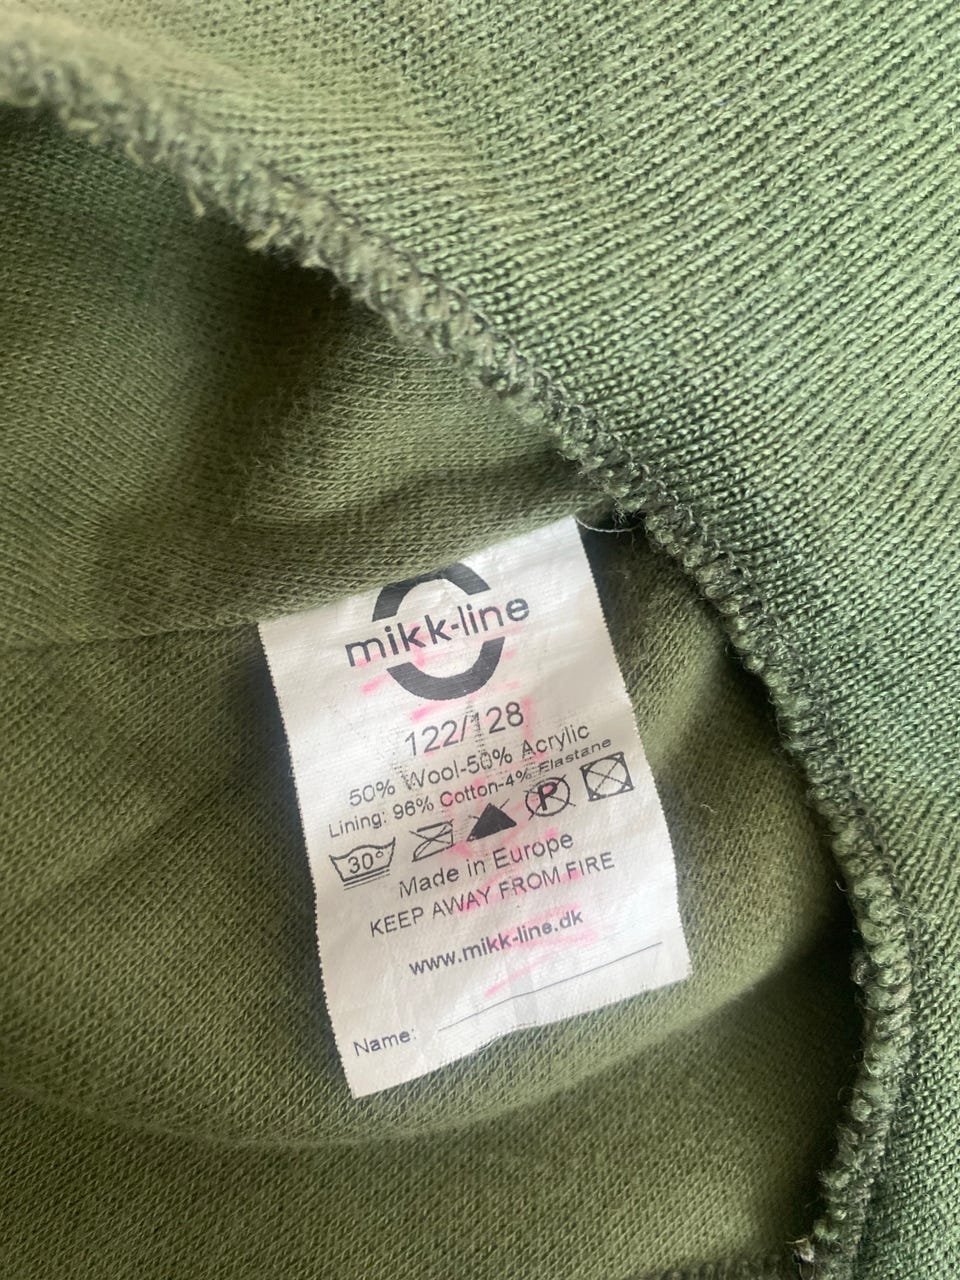 mikk-line
122/128
50% Wool-50% Acrylic
Lining: 96% Cotton-4% Elastane
30° P
Made in Europe
KEEP AWAY FROM FIRE
www.mikk-line.dk
Name: